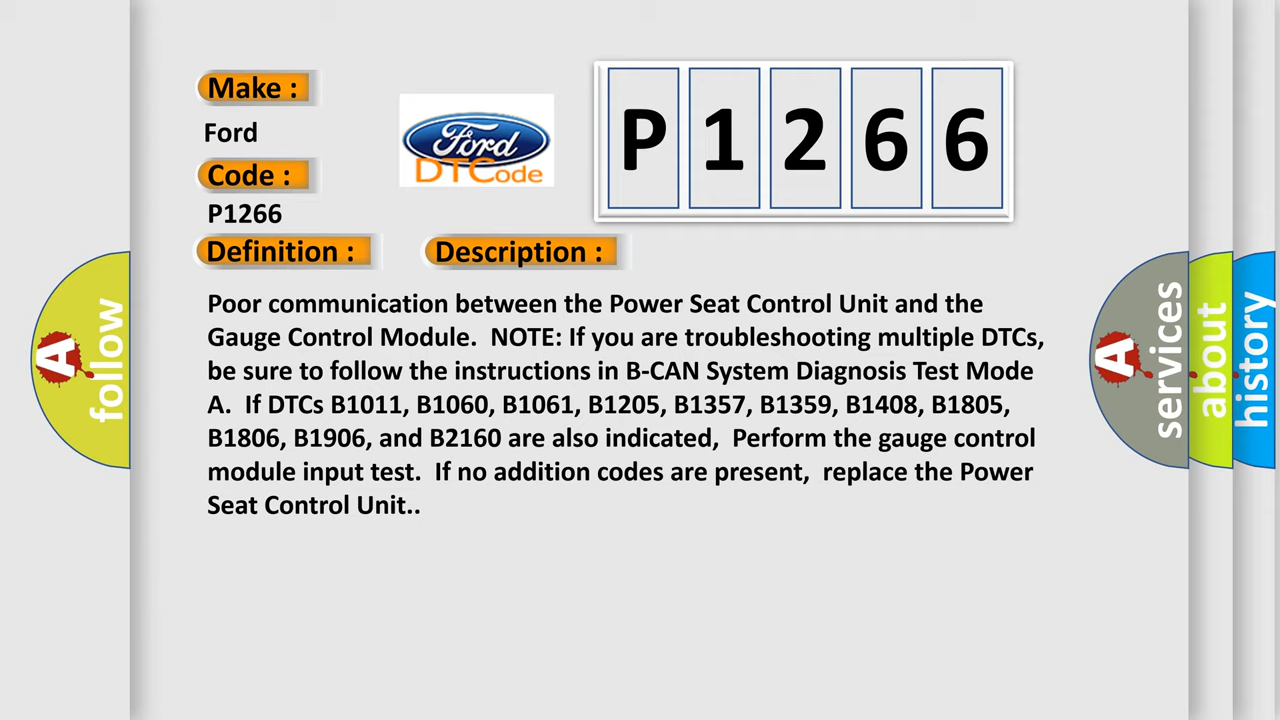 Make :
Ford
Code :
P1266
Ford
DTCode
P1266
Definition :
Description :
Poor communication between the Power Seat Control Unit and the
Gauge Control Module  NOTE: If you are troubleshooting multiple DTCs,
be sure to follow the instructions in B-CAN System Diagnosis Test Mode
A  If DTCs B1011, B1060, B1061, B1205, B1357, B1359, B1408, B1805,
B1806, B1906, and B2160 are also indicated,  Perform the gauge control
module input test  If no addition codes are present,  replace the Power
Seat Control Unit..
A
follow
A
services
about
history